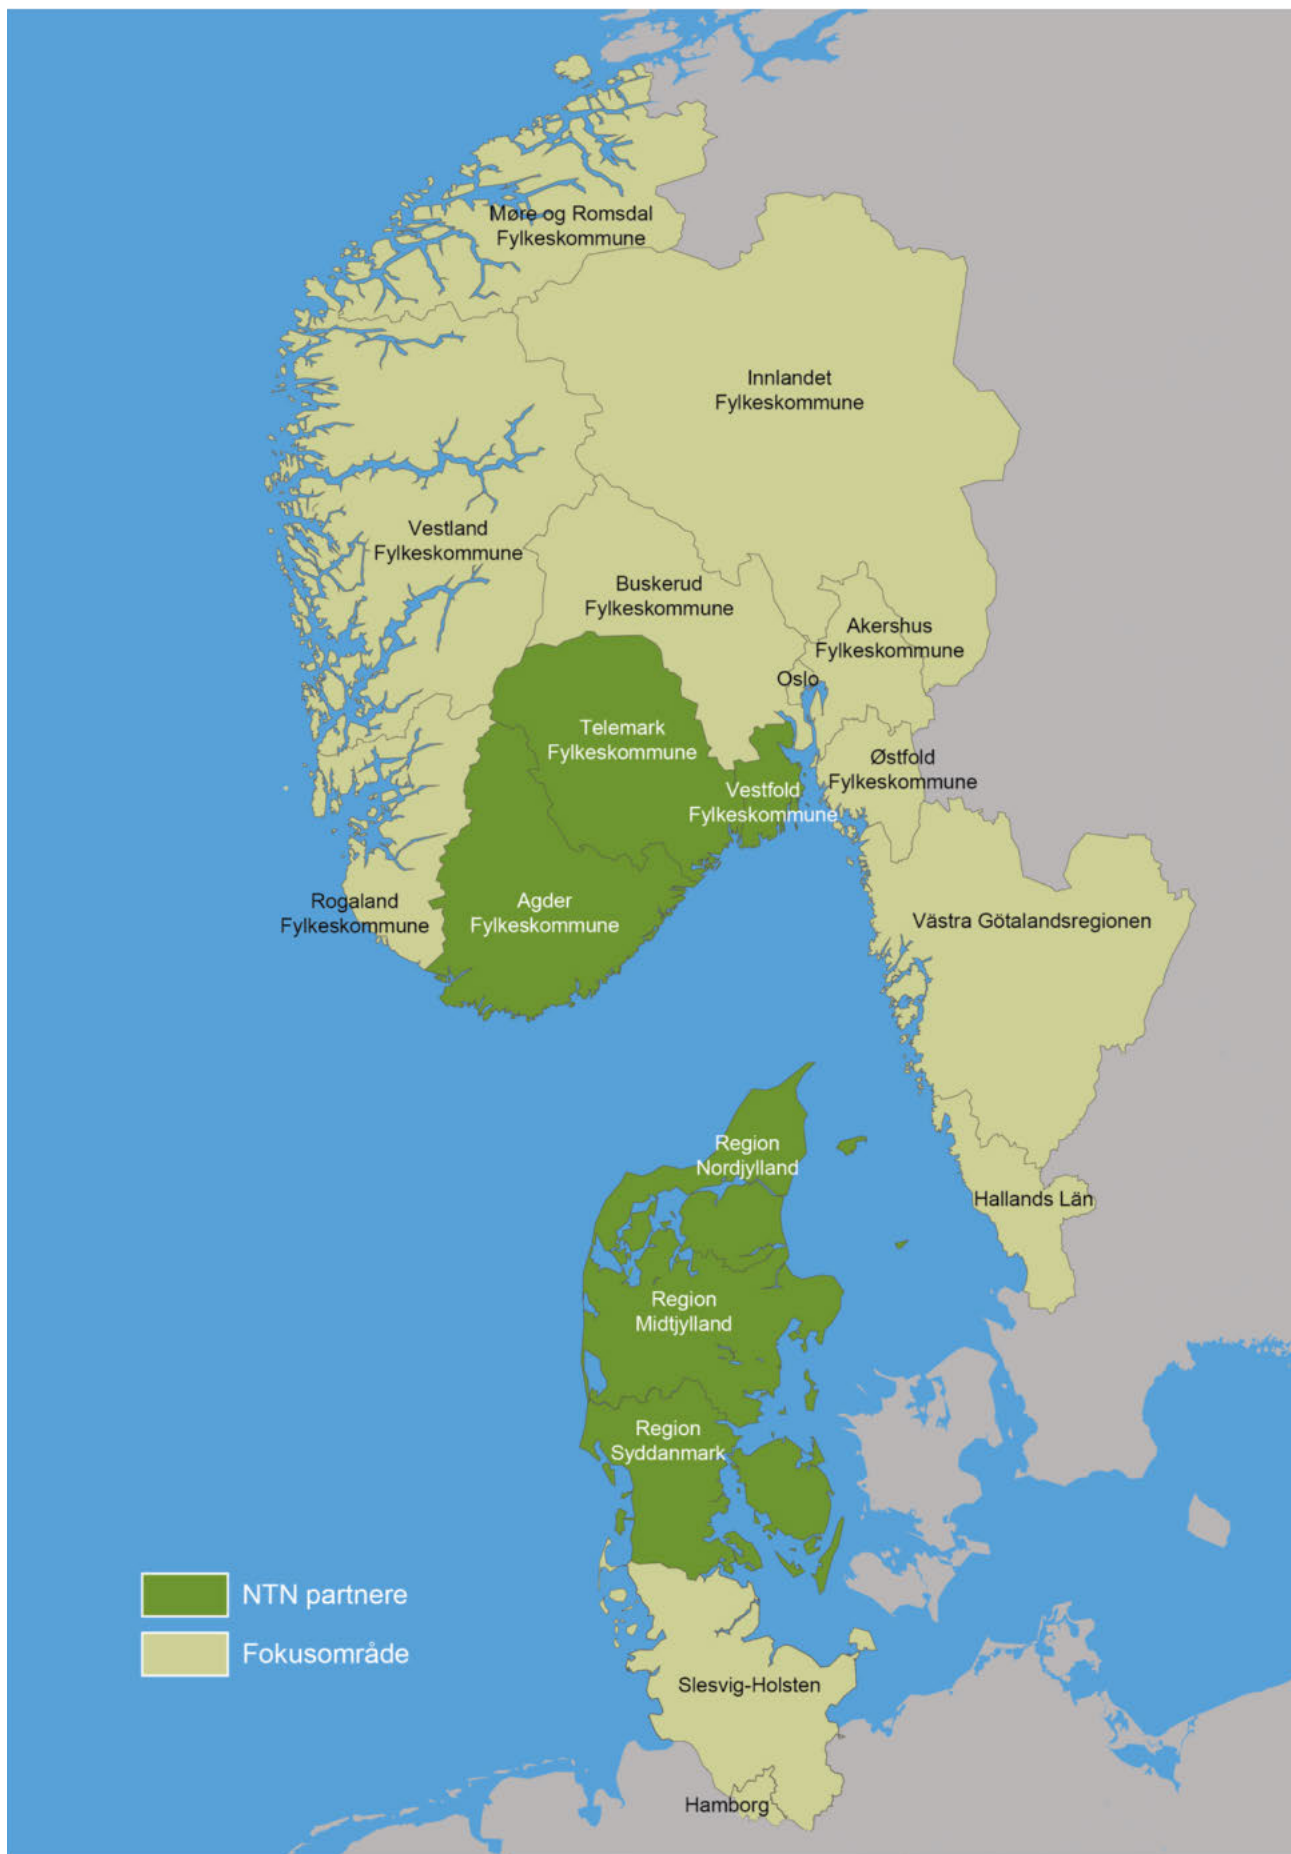 Møre og Romsdal
Fylkeskommune
Innlandet
Fylkeskommune
Vestland
Fylkeskommune
Buskerud
Fylkeskommune
Akershus
Fylkeskommune
Oslo
Telemark
Fylkeskommune
Østfold
Fylkeskommune
Vestfold
Fylkeskommune
Rogaland
Fylkeskommune
Agder
Fylkeskommune
Västra Götalandsregionen
Region
Nordjylland
Hallands Län
Region
Midtjylland
Region
Syddanmark
NTN partnere
Fokusområde
Slesvig-Holsten
Hamborg